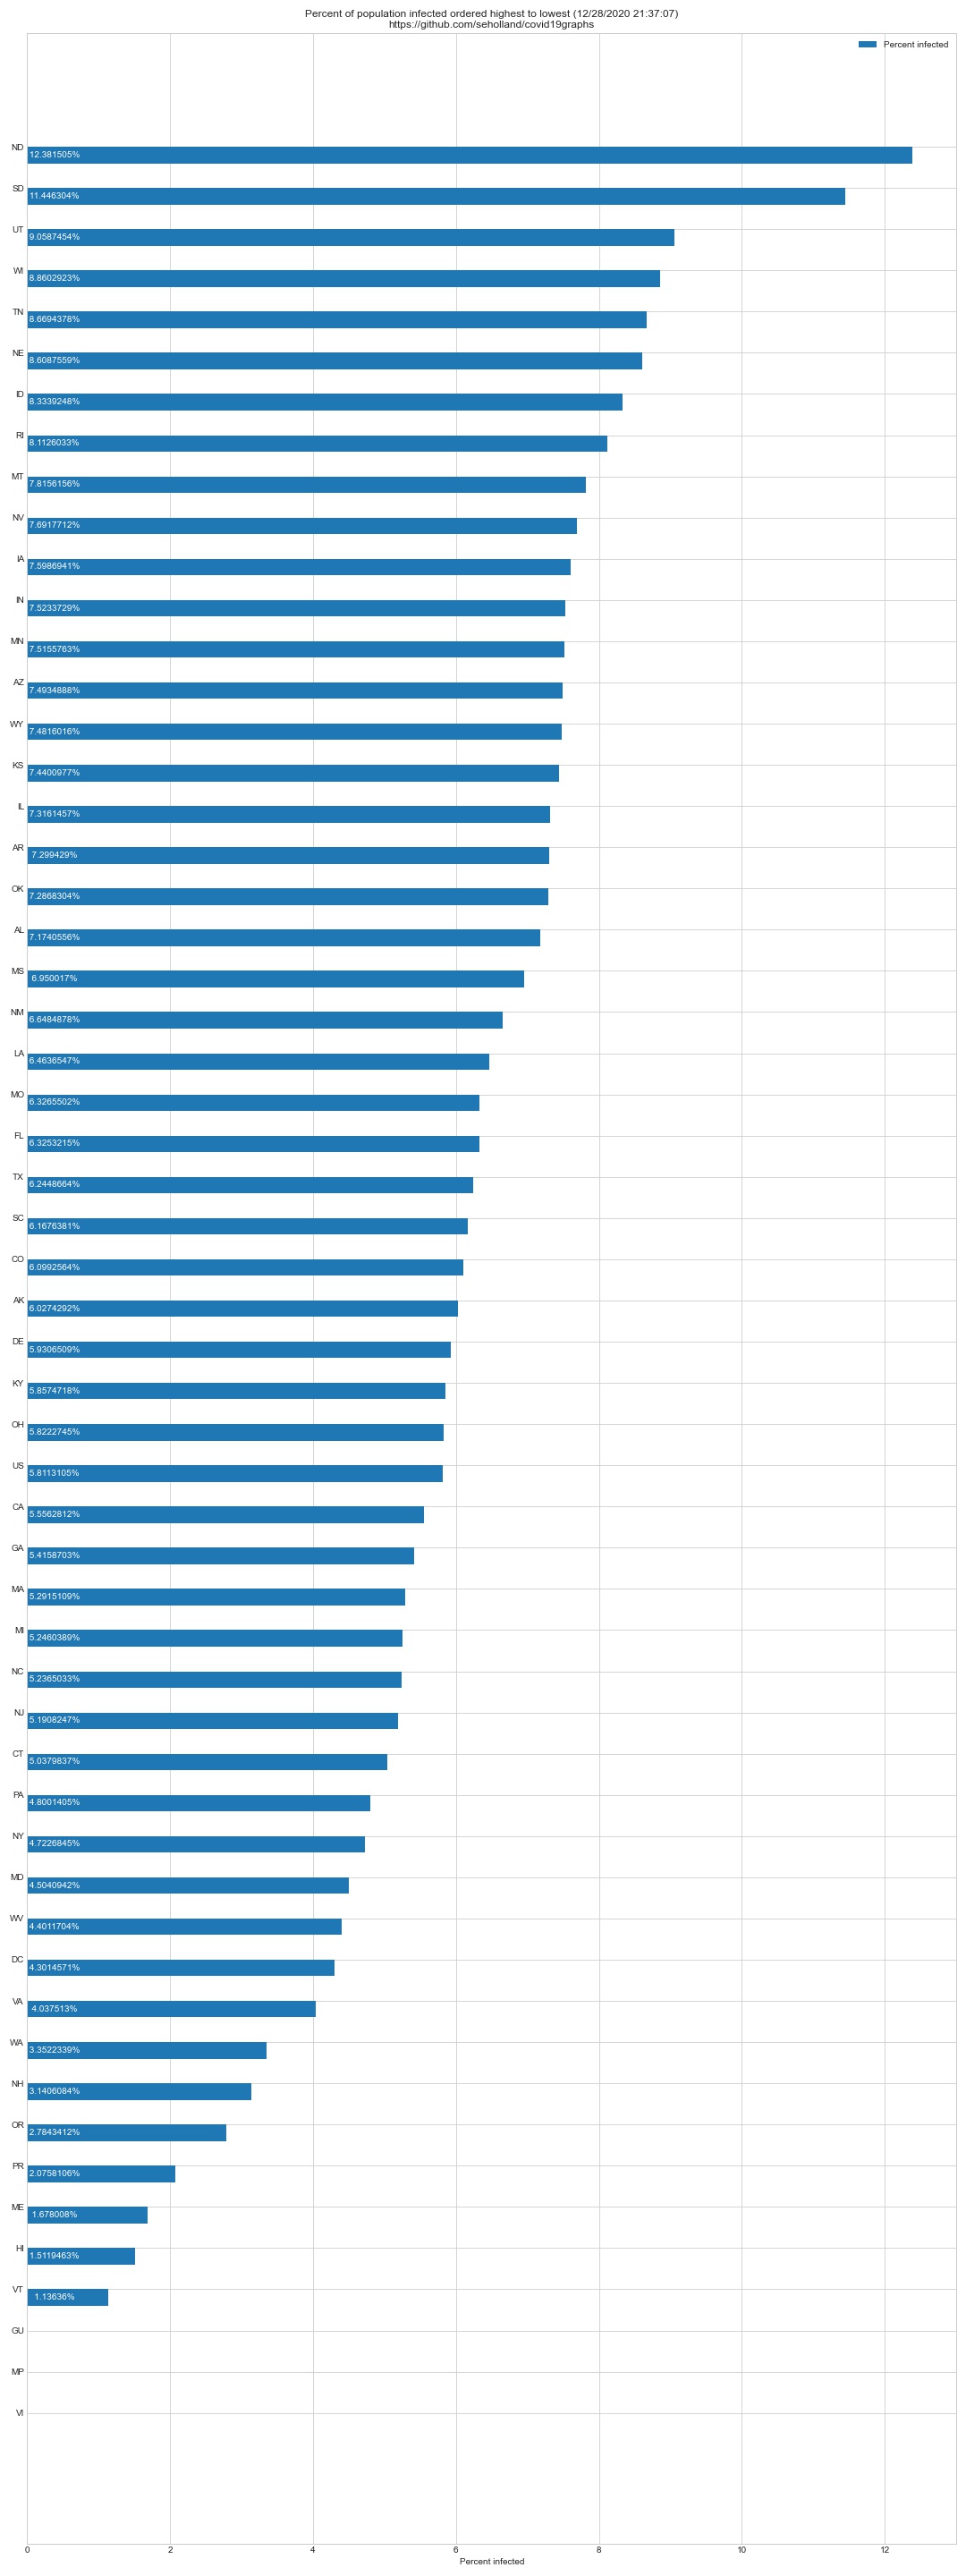 Percent of population infected ordered highest to lowest (12/28/2020 21:37:07)
https://github.com/seholland/covid19graphs
Percent infected
ND 12.381505%
SD 11.446304%
UT 9.0587454%
WI 8.8602923%
TN 8.6694378%
NE 8.6087559%
ID 8.3339248%
RI 8.1126033%
MT 7.8156156%
NV 7.6917712%
IA 7.5986941%
IN 7.5233729%
MN 7.5155763%
AZ 7.4934888%
WY 7.4816016%
KS 7.4400977%
IL 7.3161457%
AR 7.299429%
OK 7.2868304%
AL 7.1740556%
MS 6.950017%
NM 6.6484878%
LA 6.4636547%
MO 6.3265502%
FL 6.3253215%
TX 6.2448664%
SC 6.1676381%
CO 6.0992564%
AK 6.0274292%
DE 5.9306509%
KY 5.8574718%
OH 5.8222745%
US 5.8113105%
CA 5.5562812%
GA 5.4158703%
MA 5.2915109%
MI 5.2460389%
NC 5.2365033%
NJ 5.1908247%
CT 5.0379837%
PA 4.8001405%
NY 4.7226845%
MD 4.5040942%
WV 4.4011704%
DC 4.3014571%
VA 4.037513%
WA 3.3522339%
NH 3.1406084%
OR 2.7843412%
PR 2.0758106%
ME 1.678008%
HI 1.5119463%
VT 1.13636%
GU
MP
VI
0 2 4 6 8 10 12
Percent infected